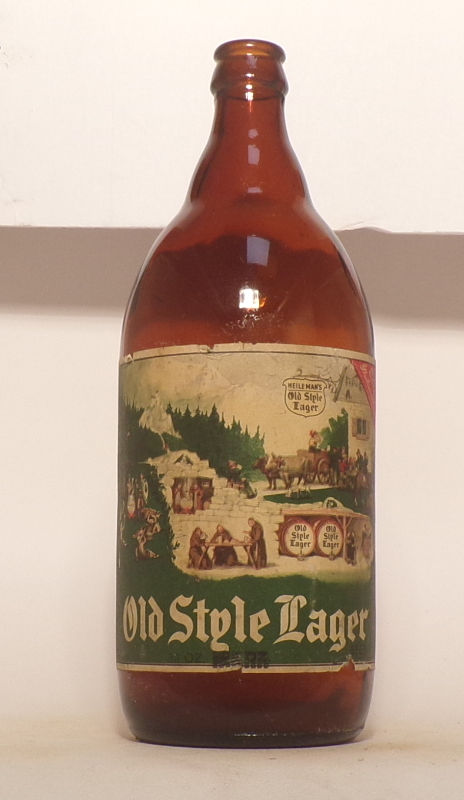 HEILEMAN'S
Old Style
Lager
Old
Style
Lager
Old
Style
Lager
Old Style Lager